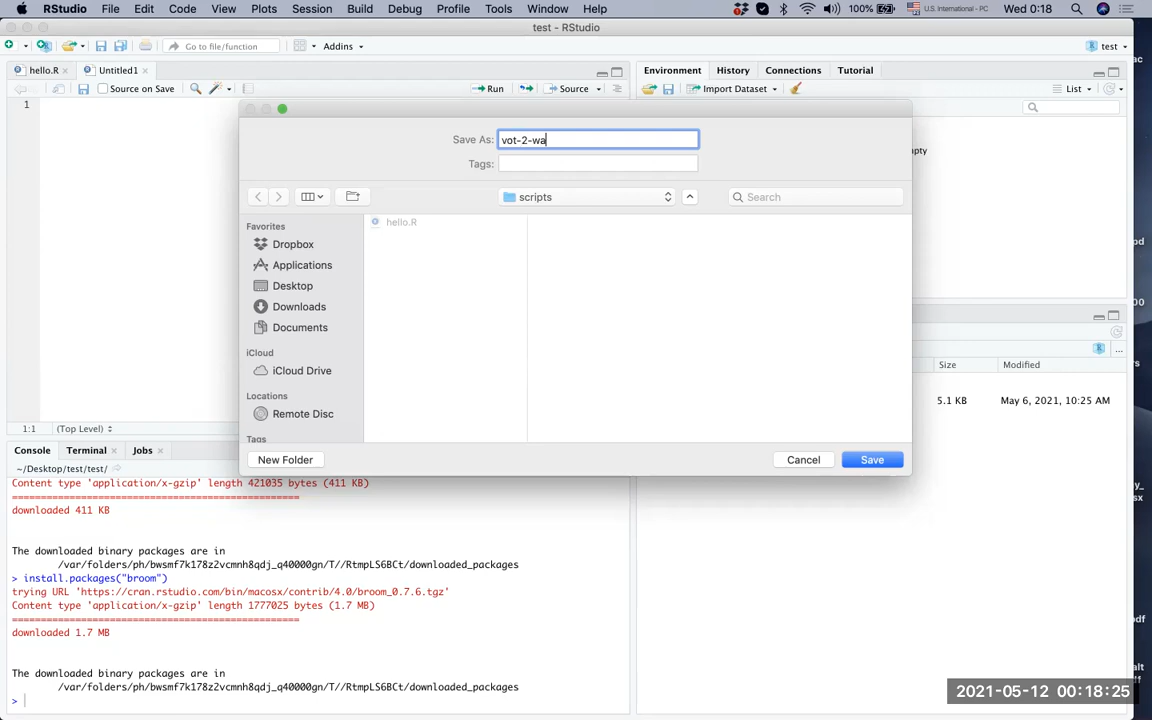 RStudio File Edit Code View Plots Session Build Debug Profile Tools Window Help 100% U.S. International - PC Wed 0:18
test - RStudio
Go to file/function Addins test
hello.R Untitled1 Environment History Connections Tutorial
Source on Save Run Source Import Dataset List
1
Save As: vot-2-wa
Tags:
scripts Search
hello.R
Favorites
Dropbox
Applications
Desktop
Downloads
Documents
iCloud
iCloud Drive
Locations
Remote Disc
Tags
New Folder Cancel Save
Size Modified
5.1 KB May 6, 2021, 10:25 AM
1:1 (Top Level)
Console Terminal Jobs
~/Desktop/test/test/
Content type 'application/x-gzip' length 421035 bytes (411 KB)
==================================================
downloaded 411 KB
The downloaded binary packages are in
/var/folders/ph/bwsmf7k178z2vcmnh8qdj_q40000gn/T//RtmpLS6BCt/downloaded_packages
> install.packages("broom")
trying URL 'https://cran.rstudio.com/bin/macosx/contrib/4.0/broom_0.7.6.tgz'
Content type 'application/x-gzip' length 1777025 bytes (1.7 MB)
==================================================
downloaded 1.7 MB
The downloaded binary packages are in
/var/folders/ph/bwsmf7k178z2vcmnh8qdj_q40000gn/T//RtmpLS6BCt/downloaded_packages
>
2021-05-12 00:18:25